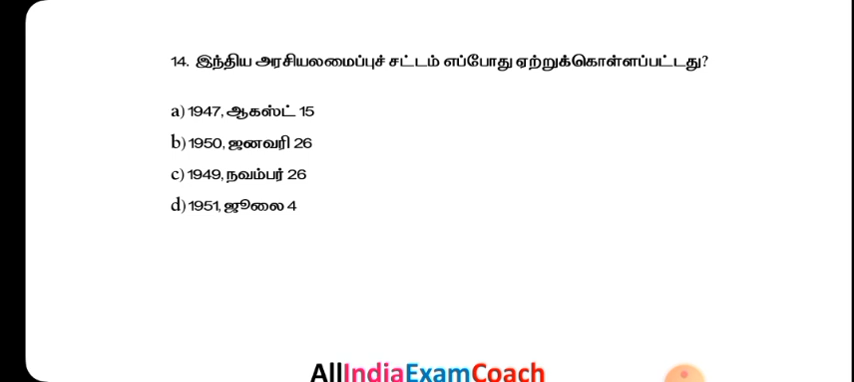 14. இந்திய அரசியலமைப்புச் சட்டம் எப்போது ஏற்றுக்கொள்ளப்பட்டது?
a) 1947, ஆகஸ்ட் 15
b) 1950, ஜனவரி 26
c) 1949, நவம்பர் 26
d) 1951, ஜூலை 4
AllIndiaExamCoach